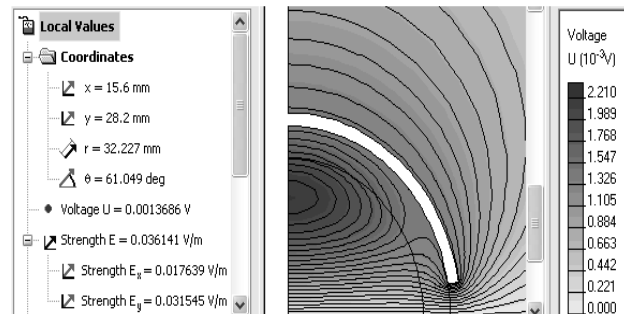 Local Values
Coordinates
x = 15.6 mm
y = 28.2 mm
r = 32.227 mm
θ = 61.049 deg
Voltage U = 0.0013686 V
Strength E = 0.036141 V/m
Strength Ex = 0.017639 V/m
Strength Ey = 0.031545 V/m
Voltage
U (10⁻³V)
2.210
1.989
1.768
1.547
1.326
1.105
0.884
0.663
0.442
0.221
0.000